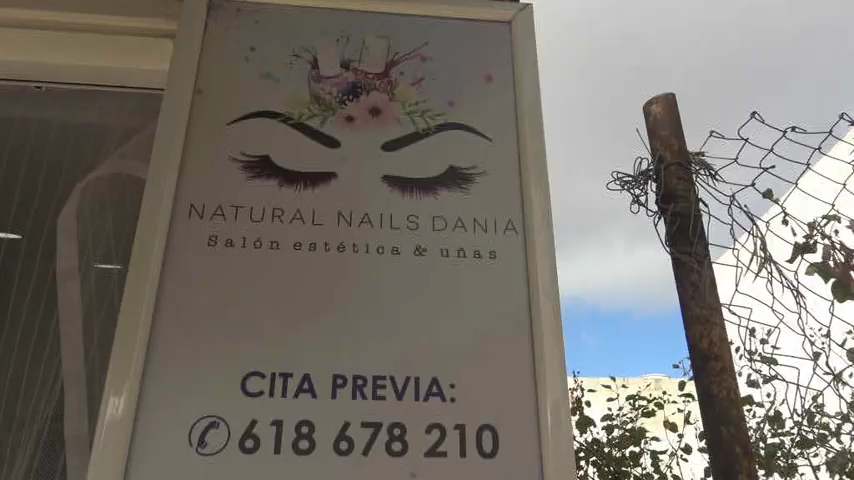 NATURAL NAILS DANIA
Salón estética & uñas
CITA PREVIA:
618 678 210